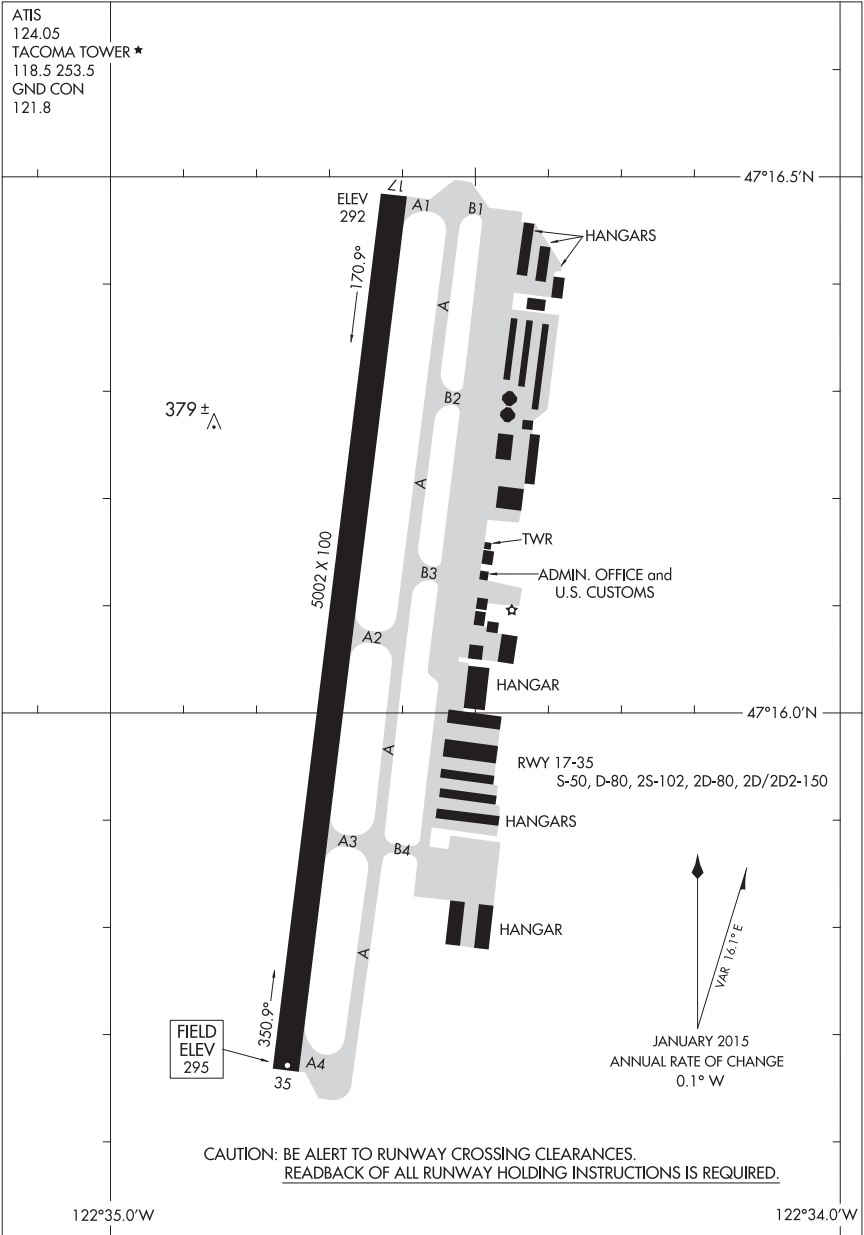 ATIS
124.05
TACOMA TOWER
118.5 253.5
GND CON
121.8
47°16.5'N
17
ELEV
292
A1
B1
HANGARS
170.9°
A
B2
379 ±
A
5002 X 100
TWR
B3
ADMIN. OFFICE and
U.S. CUSTOMS
A2
HANGAR
47°16.0'N
A
RWY 17-35
S-50, D-80, 2S-102, 2D-80, 2D/2D2-150
HANGARS
A3
B4
HANGAR
A
VAR 16.1° E
350.9°
FIELD
ELEV
295
A4
35
JANUARY 2015
ANNUAL RATE OF CHANGE
0.1° W
CAUTION: BE ALERT TO RUNWAY CROSSING CLEARANCES.
READBACK OF ALL RUNWAY HOLDING INSTRUCTIONS IS REQUIRED.
122°35.0'W
122°34.0'W